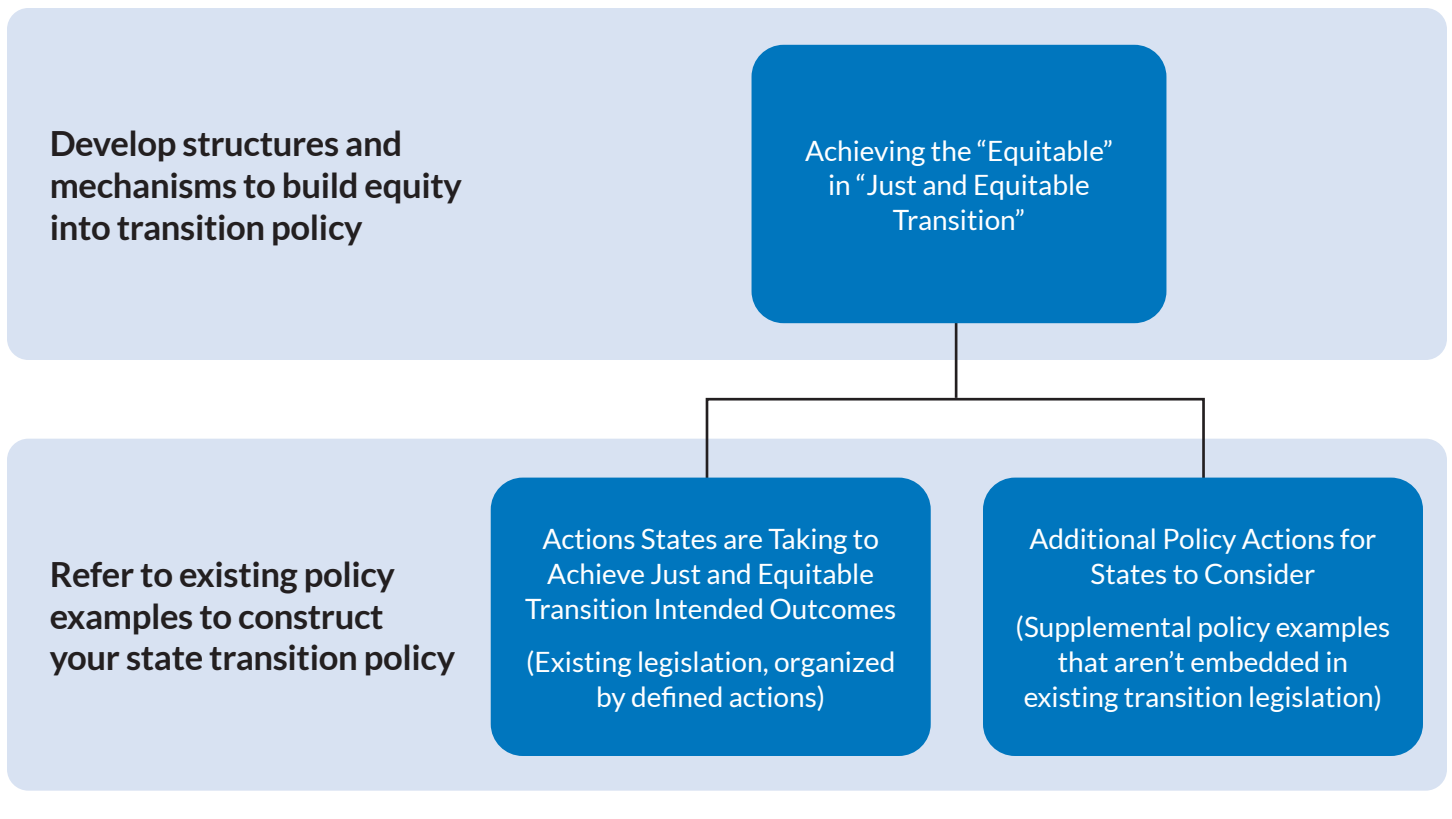 Develop structures and
mechanisms to build equity
into transition policy
Achieving the “Equitable”
in “Just and Equitable
Transition”
Refer to existing policy
examples to construct
your state transition policy
Actions States are Taking to
Achieve Just and Equitable
Transition Intended Outcomes
(Existing legislation, organized
by defined actions)
Additional Policy Actions for
States to Consider
(Supplemental policy examples
that aren’t embedded in
existing transition legislation)